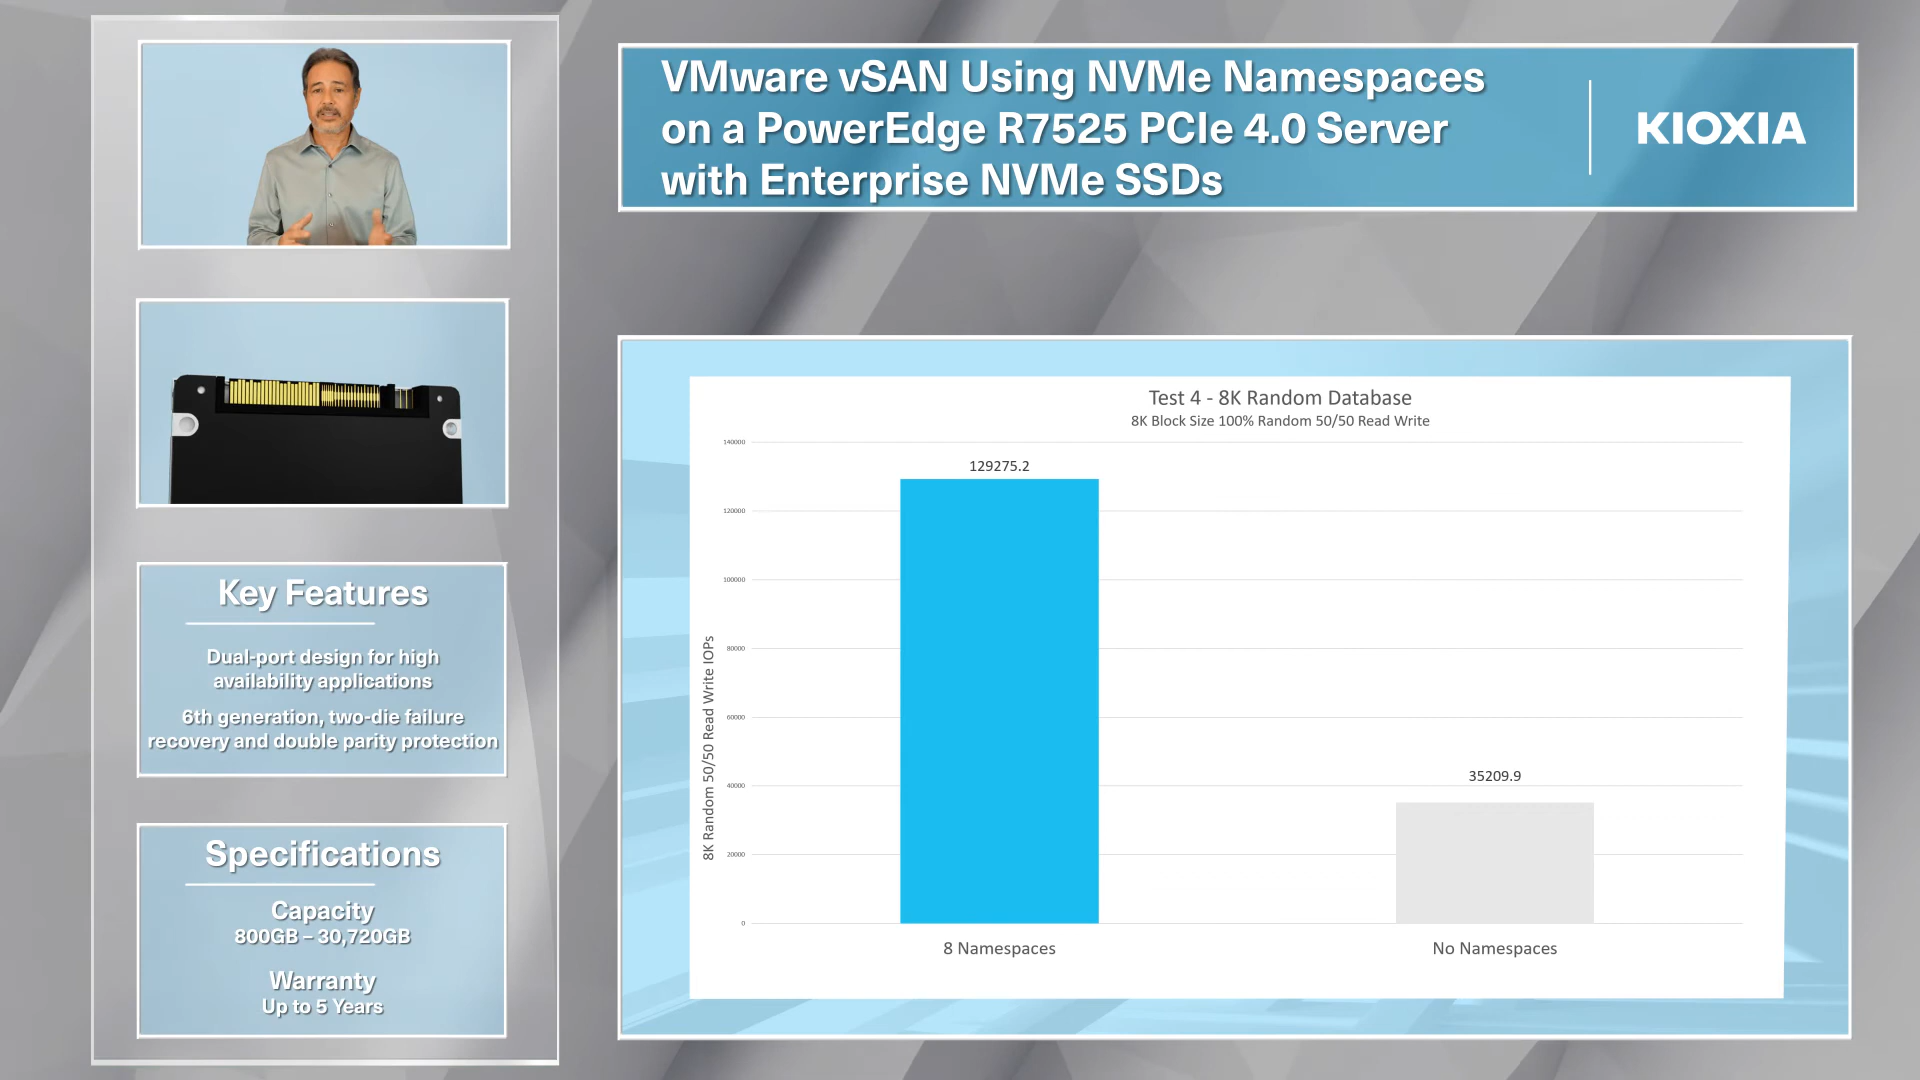 VMware vSAN Using NVMe Namespaces
on a PowerEdge R7525 PCIe 4.0 Server
with Enterprise NVMe SSDs
KIOXIA
Key Features
Dual-port design for high
availability applications
6th generation, two-die failure
recovery and double parity protection
Specifications
Capacity
800GB – 30,720GB
Warranty
Up to 5 Years
Test 4 - 8K Random Database
8K Block Size 100% Random 50/50 Read Write
8K Random 50/50 Read Write IOPs
140000
120000
100000
80000
60000
40000
20000
0
129275.2
35209.9
8 Namespaces
No Namespaces